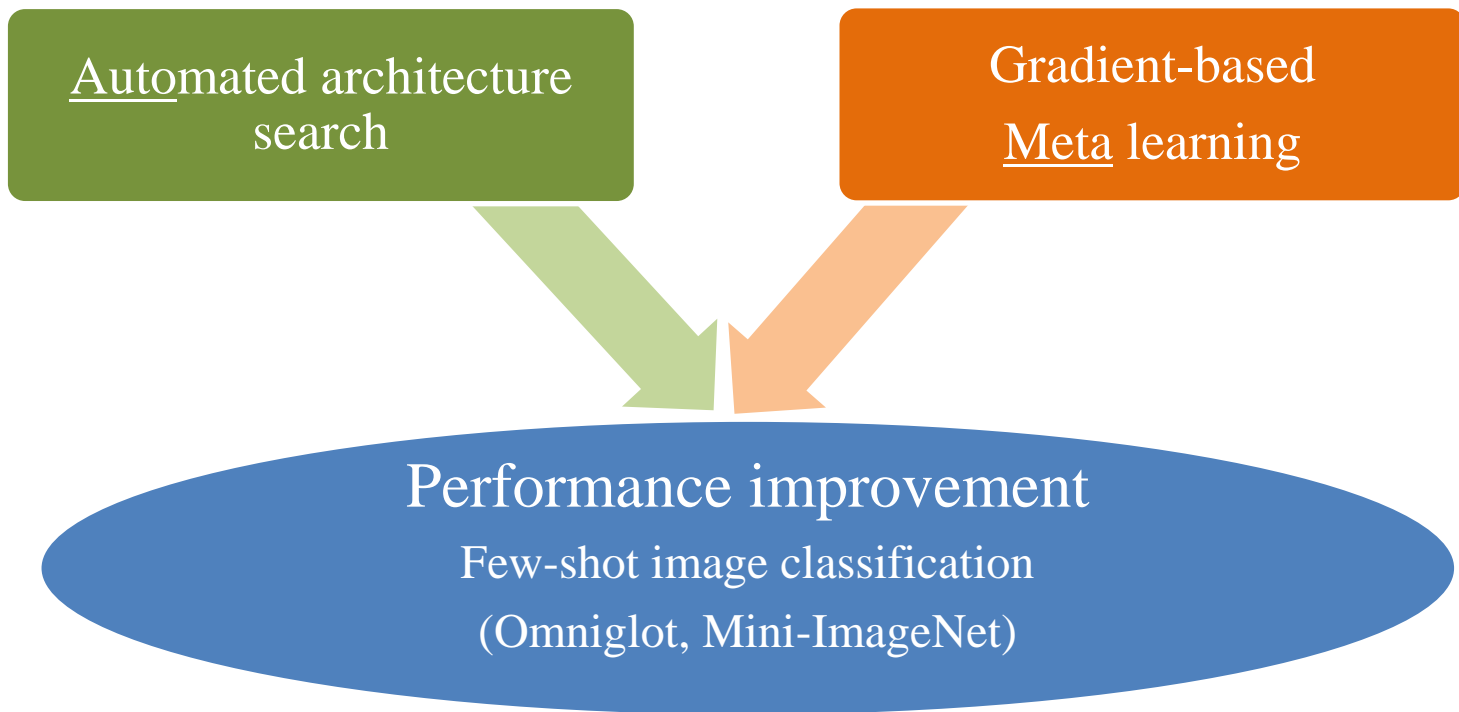 Automated architecture
search
Gradient-based
Meta learning
Performance improvement
Few-shot image classification
(Omniglot, Mini-ImageNet)